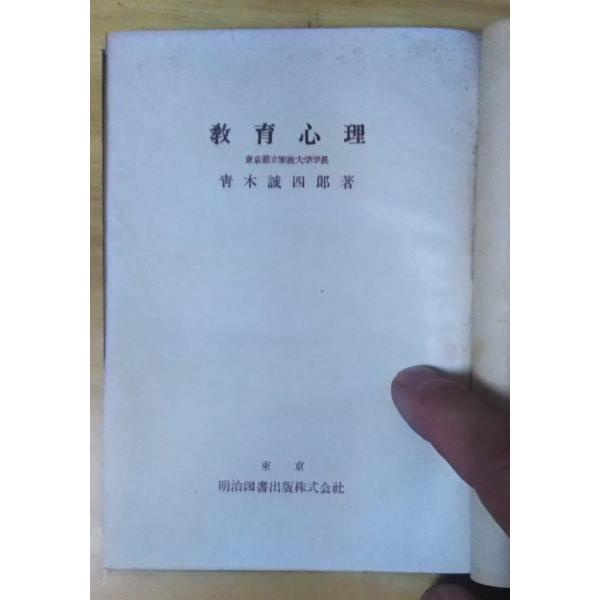 教育心理
東京都立家政大学学長
青木誠四郎著
東京
明治図書出版株式会社